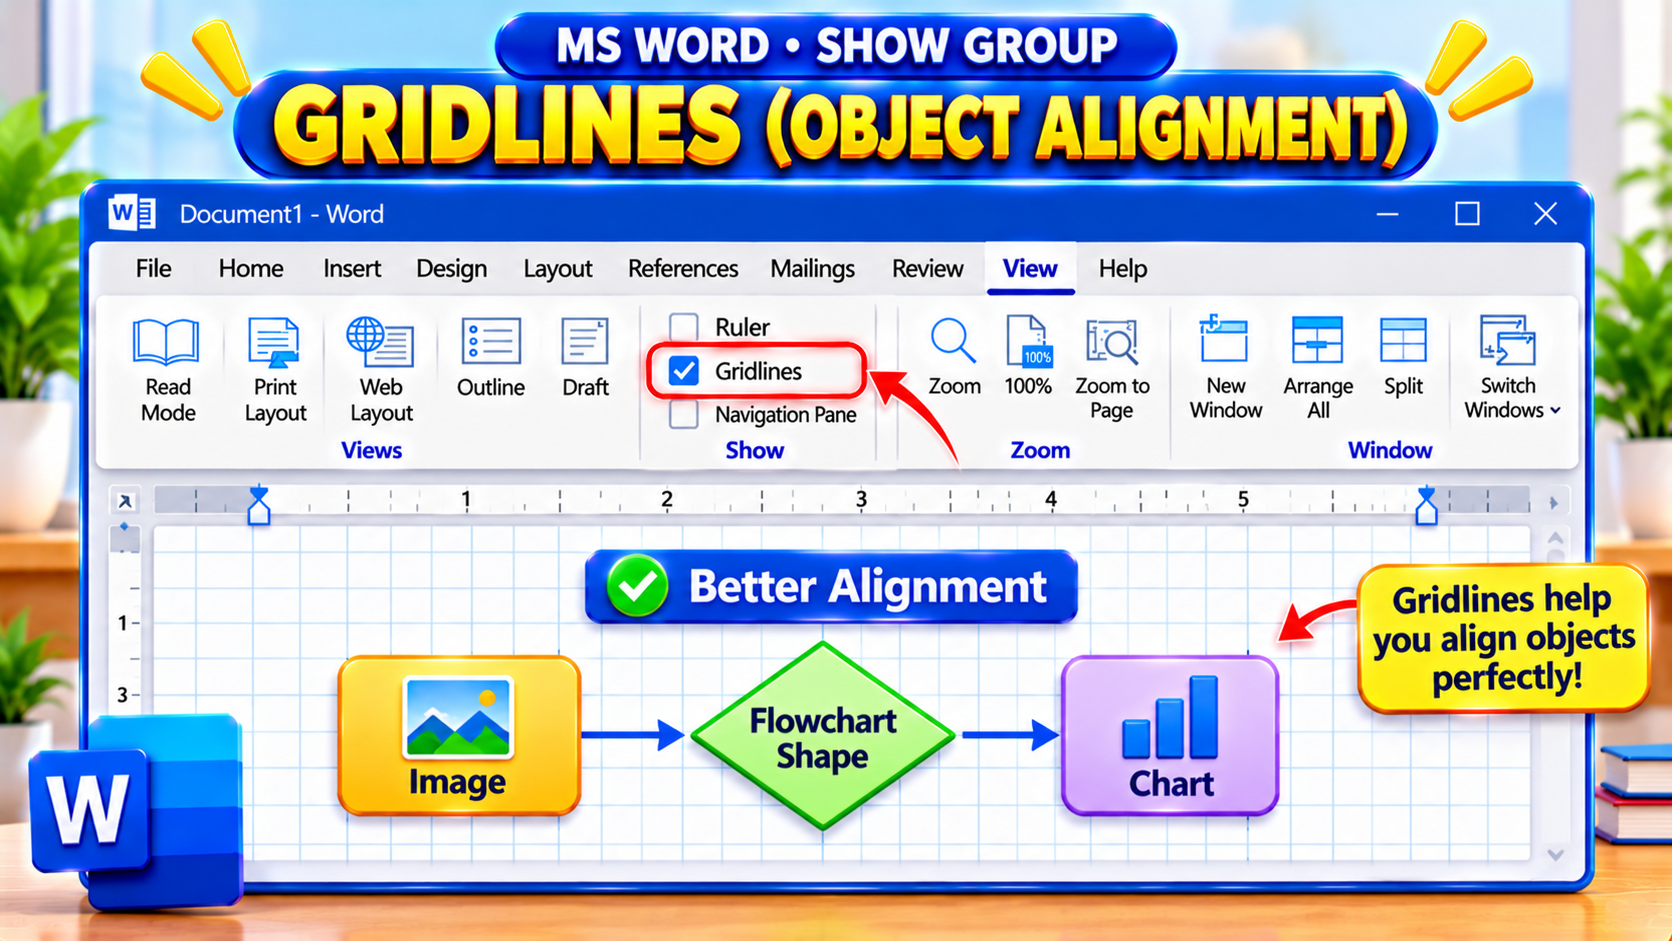 MS WORD • SHOW GROUP
GRIDLINES (OBJECT ALIGNMENT)
W
Document1 - Word
File Home Insert Design Layout References Mailings Review View Help
Read Mode
Print Layout
Web Layout
Outline
Draft
Views
Ruler
Gridlines
Navigation Pane
Show
Zoom
100%
100%
Zoom to Page
Zoom
New Window
Arrange All
Split
Switch Windows
Window
1 2 3 4 5
1
3
Better Alignment
Gridlines help
you align objects
perfectly!
Image
Flowchart
Shape
Chart
W